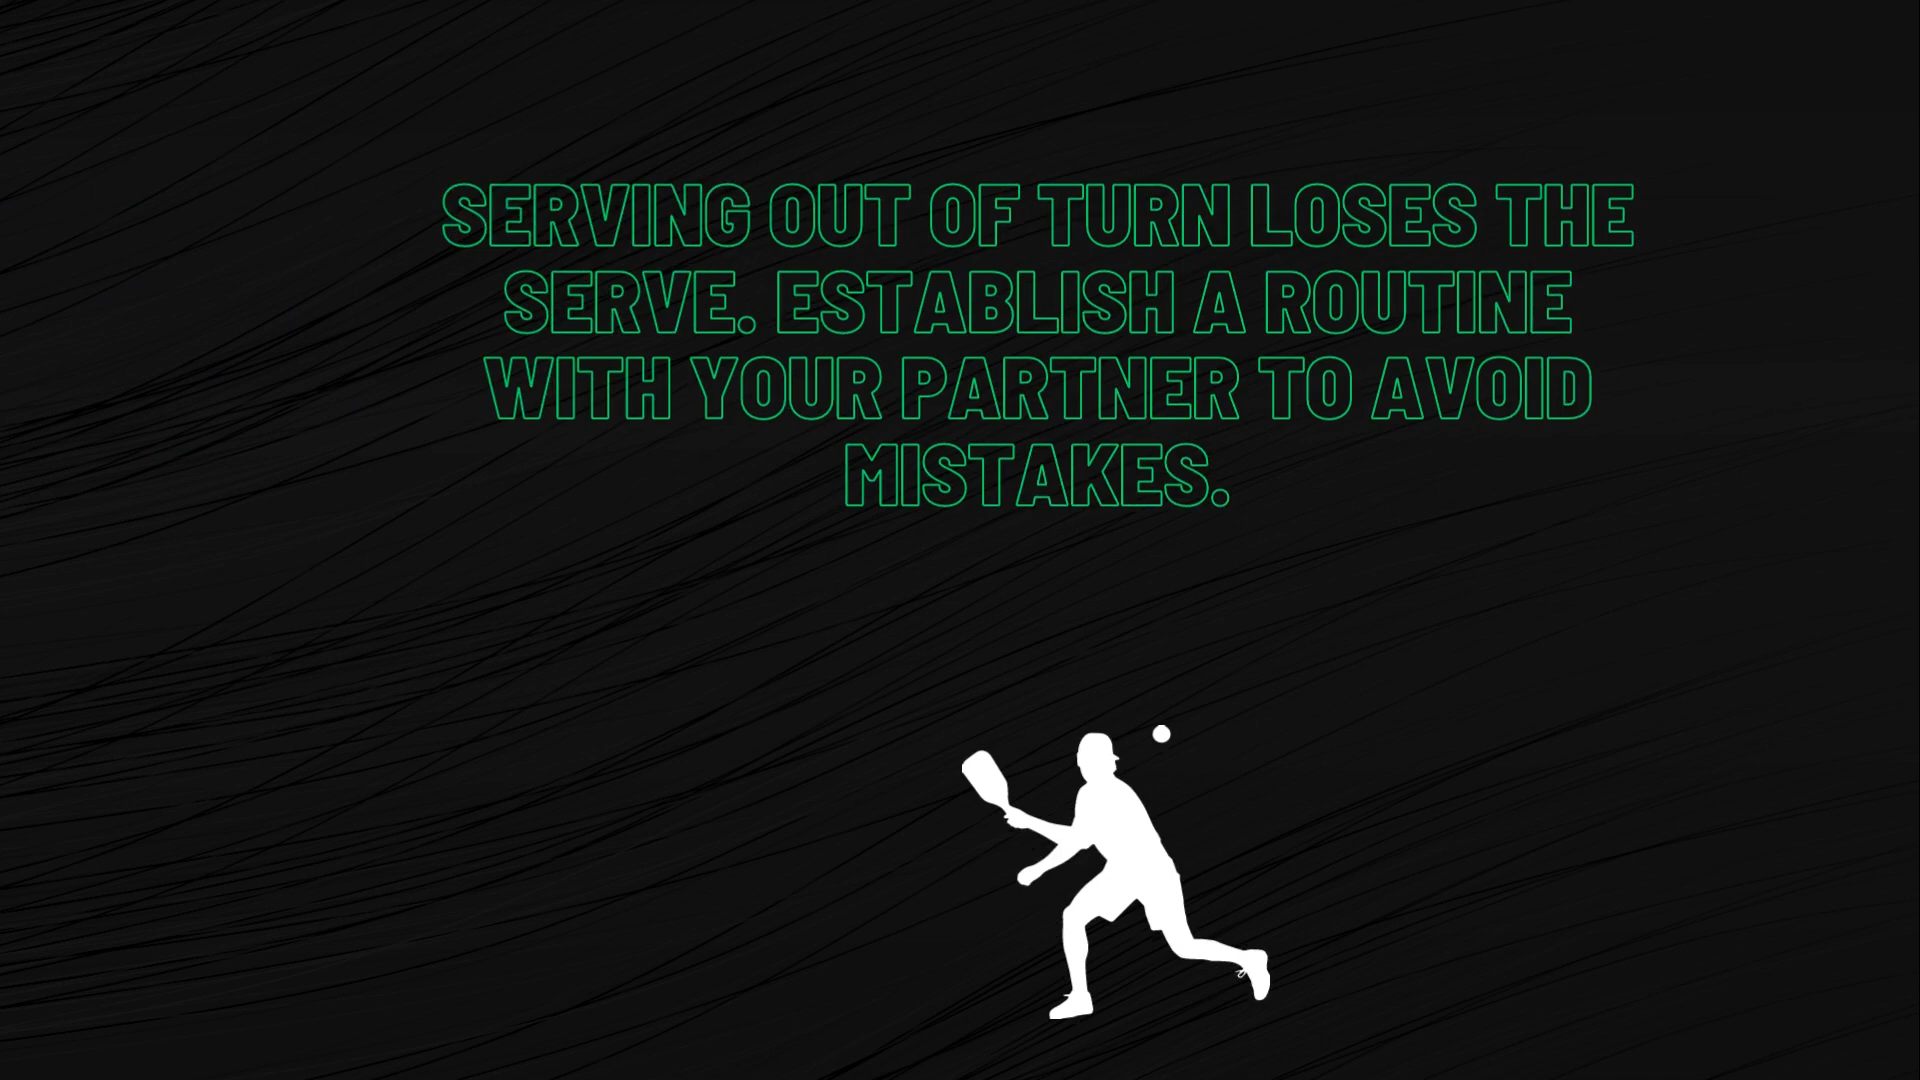 SERVING OUT OF TURN LOSES THE
SERVE. ESTABLISH A ROUTINE
WITH YOUR PARTNER TO AVOID
MISTAKES.